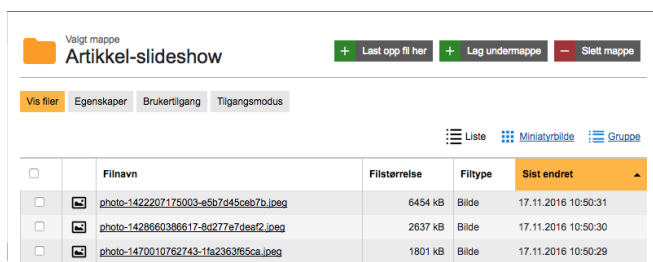 Valgt mappe
Artikkel-slideshow
Last opp fil her
Lag undermappe
Slett mappe
Vis filer
Egenskaper
Brukertilgang
Tilgangsmodus
Liste
Miniatyrbilde
Gruppe
Filnavn Filstørrelse Filtype Sist endret
photo-1422207175003-e5b7d45ceb7b.jpeg 6454 kB Bilde 17.11.2016 10:50:31
photo-1428660386617-8d277e7deaf2.jpeg 2637 kB Bilde 17.11.2016 10:50:30
photo-1470010762743-1fa2363f65ca.jpeg 1801 kB Bilde 17.11.2016 10:50:29